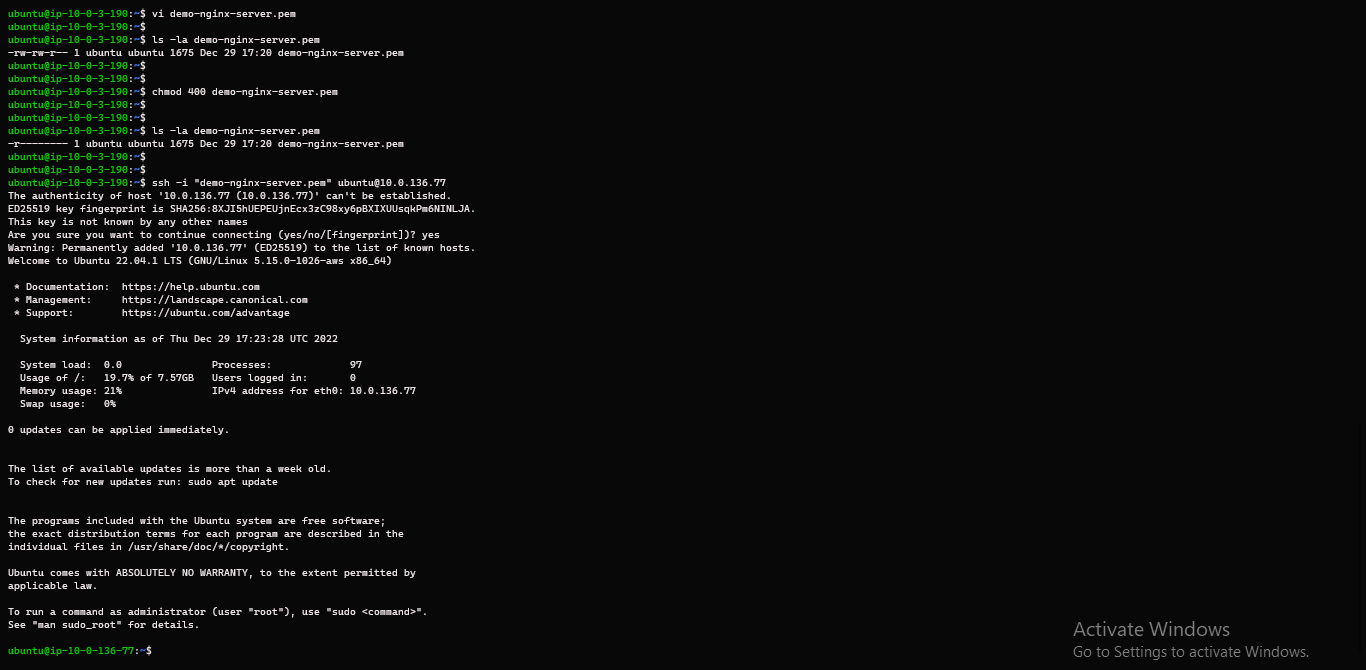 ubuntu@ip-10-0-3-190:~$ vi demo-nginx-server.pem
ubuntu@ip-10-0-3-190:~$
ubuntu@ip-10-0-3-190:~$ ls -la demo-nginx-server.pem
-rw-rw-r-- 1 ubuntu ubuntu 1675 Dec 29 17:20 demo-nginx-server.pem
ubuntu@ip-10-0-3-190:~$
ubuntu@ip-10-0-3-190:~$
ubuntu@ip-10-0-3-190:~$ chmod 400 demo-nginx-server.pem
ubuntu@ip-10-0-3-190:~$
ubuntu@ip-10-0-3-190:~$
ubuntu@ip-10-0-3-190:~$ ls -la demo-nginx-server.pem
-r-------- 1 ubuntu ubuntu 1675 Dec 29 17:20 demo-nginx-server.pem
ubuntu@ip-10-0-3-190:~$
ubuntu@ip-10-0-3-190:~$
ubuntu@ip-10-0-3-190:~$ ssh -i "demo-nginx-server.pem" ubuntu@10.0.136.77
The authenticity of host '10.0.136.77 (10.0.136.77)' can't be established.
ED25519 key fingerprint is SHA256:8XJI5hUEPEUjnEcx3zC98xy6pBXIXUUsqkPm6NINLJA.
This key is not known by any other names
Are you sure you want to continue connecting (yes/no/[fingerprint])? yes
Warning: Permanently added '10.0.136.77' (ED25519) to the list of known hosts.
Welcome to Ubuntu 22.04.1 LTS (GNU/Linux 5.15.0-1026-aws x86_64)

 * Documentation:  https://help.ubuntu.com
 * Management:     https://landscape.canonical.com
 * Support:        https://ubuntu.com/advantage

  System information as of Thu Dec 29 17:23:28 UTC 2022

  System load:  0.0               Processes:             97
  Usage of /:   19.7% of 7.57GB   Users logged in:       0
  Memory usage: 21%               IPv4 address for eth0: 10.0.136.77
  Swap usage:   0%

0 updates can be applied immediately.

The list of available updates is more than a week old.
To check for new updates run: sudo apt update

The programs included with the Ubuntu system are free software;
the exact distribution terms for each program are described in the
individual files in /usr/share/doc/*/copyright.

Ubuntu comes with ABSOLUTELY NO WARRANTY, to the extent permitted by
applicable law.

To run a command as administrator (user "root"), use "sudo <command>".
See "man sudo_root" for details.

ubuntu@ip-10-0-136-77:~$
Activate Windows
Go to Settings to activate Windows.